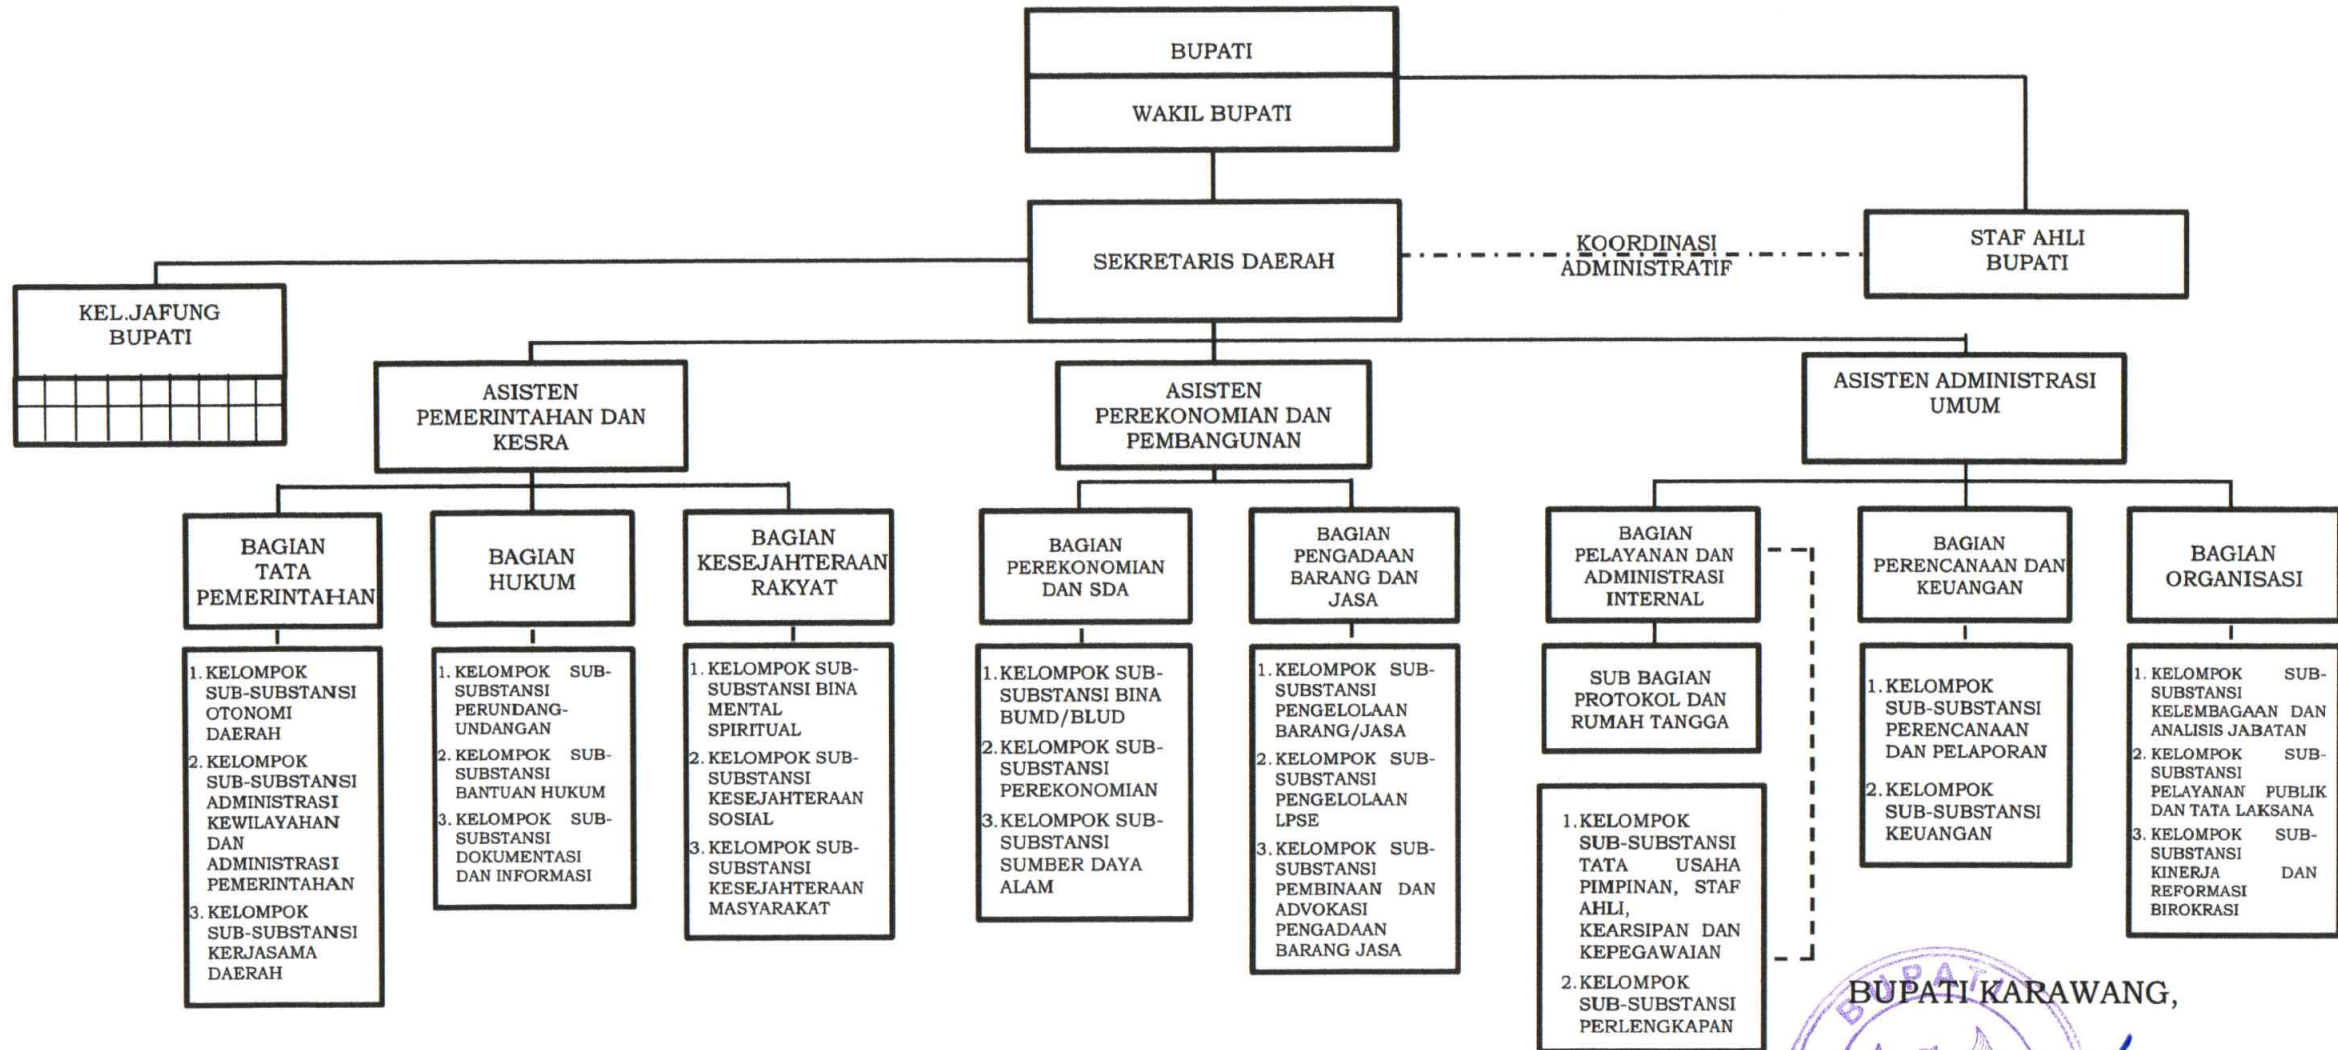 BUPATI
WAKIL BUPATI
SEKRETARIS DAERAH
KOORDINASI
ADMINISTRATIF
STAF AHLI
BUPATI
KEL.JAFUNG
BUPATI
ASISTEN
PEMERINTAHAN DAN
KESRA
ASISTEN
PEREKONOMIAN DAN
PEMBANGUNAN
ASISTEN ADMINISTRASI
UMUM
BAGIAN
TATA
PEMERINTAHAN
BAGIAN
HUKUM
BAGIAN
KESEJAHTERAAN
RAKYAT
BAGIAN
PEREKONOMIAN
DAN SDA
BAGIAN
PENGADAAN
BARANG DAN
JASA
BAGIAN
PELAYANAN DAN
ADMINISTRASI
INTERNAL
BAGIAN
PERENCANAAN DAN
KEUANGAN
BAGIAN
ORGANISASI
1. KELOMPOK
SUB-SUBSTANSI
OTONOMI
DAERAH
2. KELOMPOK
SUB-SUBSTANSI
ADMINISTRASI
KEWILAYAHAN
DAN
ADMINISTRASI
PEMERINTAHAN
3. KELOMPOK
SUB-SUBSTANSI
KERJASAMA
DAERAH
1. KELOMPOK SUB-
SUBSTANSI
PERUNDANG-
UNDANGAN
2. KELOMPOK SUB-
SUBSTANSI
BANTUAN HUKUM
3. KELOMPOK SUB-
SUBSTANSI
DOKUMENTASI
DAN INFORMASI
1. KELOMPOK SUB-
SUBSTANSI BINA
MENTAL
SPIRITUAL
2. KELOMPOK SUB-
SUBSTANSI
KESEJAHTERAAN
SOSIAL
3. KELOMPOK SUB-
SUBSTANSI
KESEJAHTERAAN
MASYARAKAT
1. KELOMPOK SUB-
SUBSTANSI BINA
BUMD/BLUD
2. KELOMPOK SUB-
SUBSTANSI
PEREKONOMIAN
3. KELOMPOK SUB-
SUBSTANSI
SUMBER DAYA
ALAM
1. KELOMPOK SUB-
SUBSTANSI
PENGELOLAAN
BARANG/JASA
2. KELOMPOK SUB-
SUBSTANSI
PENGELOLAAN
LPSE
3. KELOMPOK SUB-
SUBSTANSI
PEMBINAAN DAN
ADVOKASI
PENGADAAN
BARANG JASA
SUB BAGIAN
PROTOKOL DAN
RUMAH TANGGA
1. KELOMPOK
SUB-SUBSTANSI
TATA USAHA
PIMPINAN, STAF
AHLI,
KEARSIPAN DAN
KEPEGAWAIAN
2. KELOMPOK
SUB-SUBSTANSI
PERLENGKAPAN
1. KELOMPOK
SUB-SUBSTANSI
PERENCANAAN
DAN PELAPORAN
2. KELOMPOK
SUB-SUBSTANSI
KEUANGAN
1. KELOMPOK SUB-
SUBSTANSI
KELEMBAGAAN DAN
ANALISIS JABATAN
2. KELOMPOK SUB-
SUBSTANSI
PELAYANAN PUBLIK
DAN TATA LAKSANA
3. KELOMPOK SUB-
SUBSTANSI
KINERJA DAN
REFORMASI
BIROKRASI
BUPATI KARAWANG,
BUPATI